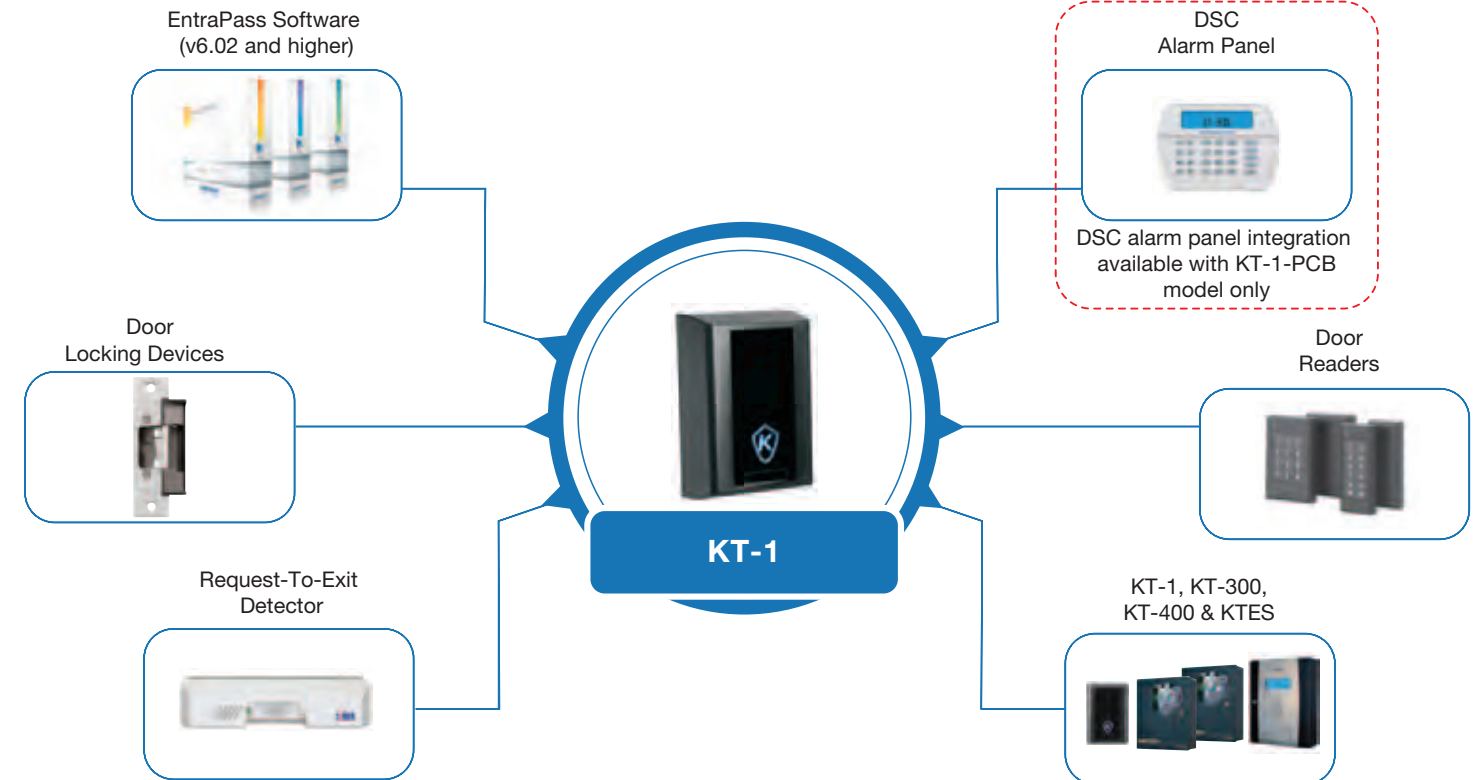 EntraPass Software
(v6.02 and higher)
DSC
Alarm Panel
DSC alarm panel integration
available with KT-1-PCB
model only
Door
Locking Devices
Door
Readers
K
KT-1
Request-To-Exit
Detector
KT-1, KT-300,
KT-400 & KTES